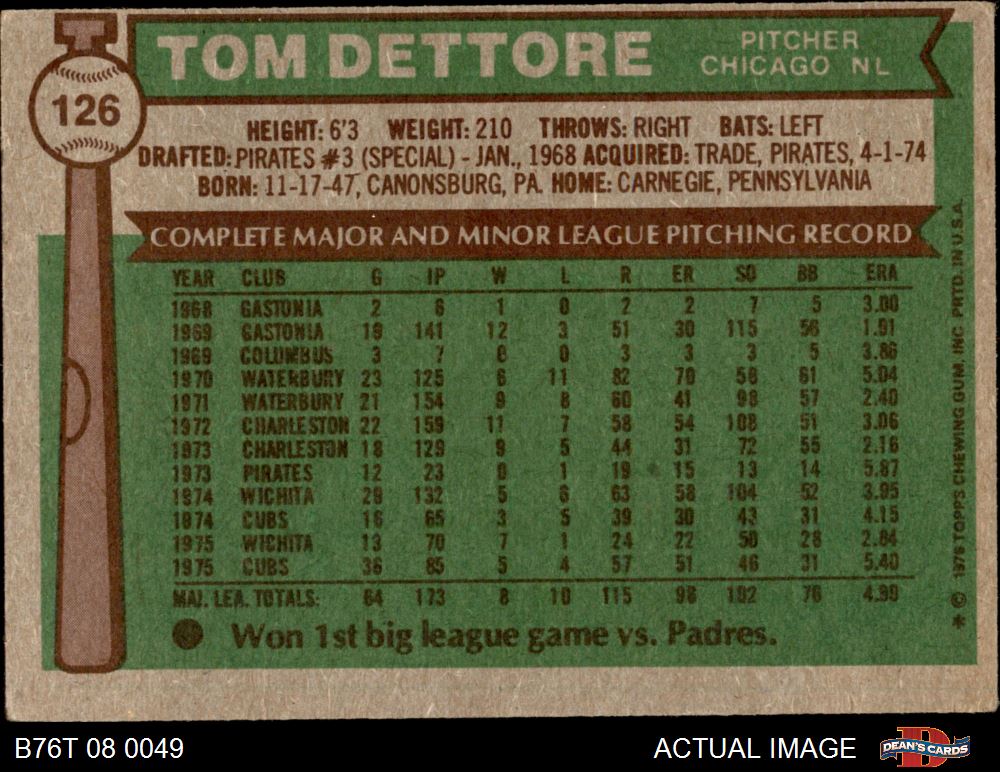 126
TOM DETTORE
PITCHER
CHICAGO NL
HEIGHT: 6'3 WEIGHT: 210 THROWS: RIGHT BATS: LEFT
DRAFTED: PIRATES #3 (SPECIAL) - JAN., 1968 ACQUIRED: TRADE, PIRATES, 4-1-74
BORN: 11-17-47, CANONSBURG, PA. HOME: CARNEGIE, PENNSYLVANIA
COMPLETE MAJOR AND MINOR LEAGUE PITCHING RECORD
YEAR CLUB G IP W L R ER SO BB ERA
1968 GASTONIA 2 6 1 0 2 2 7 5 3.00
1969 GASTONIA 19 141 12 3 51 30 115 56 1.91
1969 COLUMBUS 3 7 0 0 3 3 3 5 3.86
1970 WATERBURY 23 125 6 11 82 70 58 61 5.04
1971 WATERBURY 21 154 9 8 60 41 98 57 2.40
1972 CHARLESTON 22 159 11 7 58 54 108 51 3.06
1973 CHARLESTON 18 129 9 5 44 31 72 55 2.16
1973 PIRATES 12 23 0 1 19 15 13 14 5.87
1974 WICHITA 29 132 5 6 63 58 104 52 3.95
1974 CUBS 16 65 3 5 39 30 43 31 4.15
1975 WICHITA 13 70 7 1 24 22 50 28 2.84
1975 CUBS 36 85 5 4 57 51 46 31 5.40
MAJ. LEA. TOTALS: 64 173 8 10 115 96 102 76 4.99
Won 1st big league game vs. Padres.
* © 1976 TOPPS CHEWING GUM, INC. PRTD. IN U.S.A.
B76T 08 0049
ACTUAL IMAGE
DEAN'S CARDS